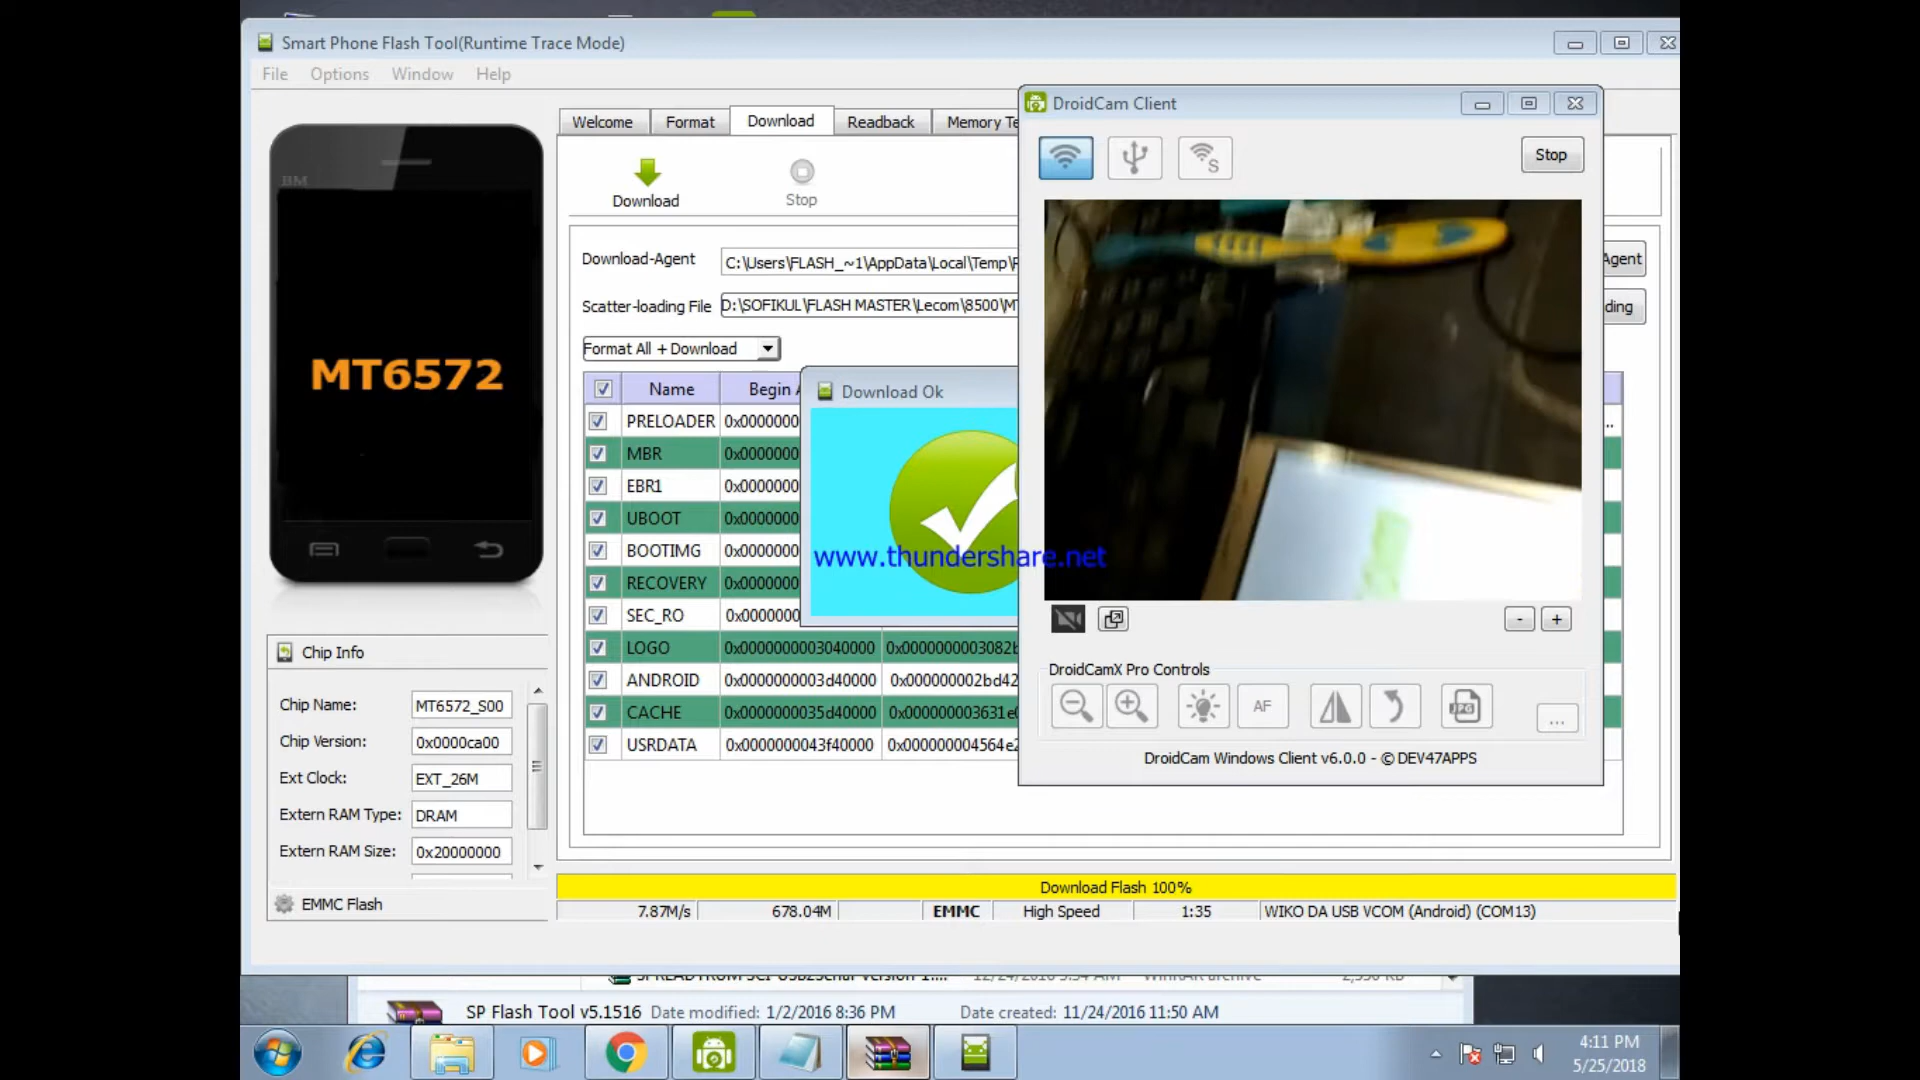 Smart Phone Flash Tool(Runtime Trace Mode)
File Options Window Help
BM
MT6572
Welcome Format Download Readback Memory Te
Download Stop
Download-Agent C:\Users\FLASH_~1\AppData\Local\Temp\ Agent
Scatter-loading File D:\SOFIKUL\FLASH MASTER\Lecom\8500\M ding
Format All + Download
Name Begin A
PRELOADER 0x0000000 ..
MBR 0x0000000
EBR1 0x0000000
UBOOT 0x0000000
BOOTIMG 0x0000000
RECOVERY 0x0000000
SEC_RO 0x0000000
LOGO 0x0000000003040000 0x0000000003082b
ANDROID 0x0000000003d40000 0x000000002bd42
CACHE 0x0000000035d40000 0x000000003631e0
USRDATA 0x0000000043f40000 0x000000004564e2
Download Ok
www.thundershare.net
DroidCam Client
S
Stop
- +
DroidCamX Pro Controls
AF JPG ...
DroidCam Windows Client v6.0.0 - © DEV47APPS
Chip Info
Chip Name: MT6572_S00
Chip Version: 0x0000ca00
Ext Clock: EXT_26M
Extern RAM Type: DRAM
Extern RAM Size: 0x20000000
EMMC Flash
Download Flash 100%
7.87M/s 678.04M EMMC High Speed 1:35 WIKO DA USB VCOM (Android) (COM13)
SP Flash Tool v5.1516 Date modified: 1/2/2016 8:36 PM Date created: 11/24/2016 11:50 AM
4:11 PM
5/25/2018